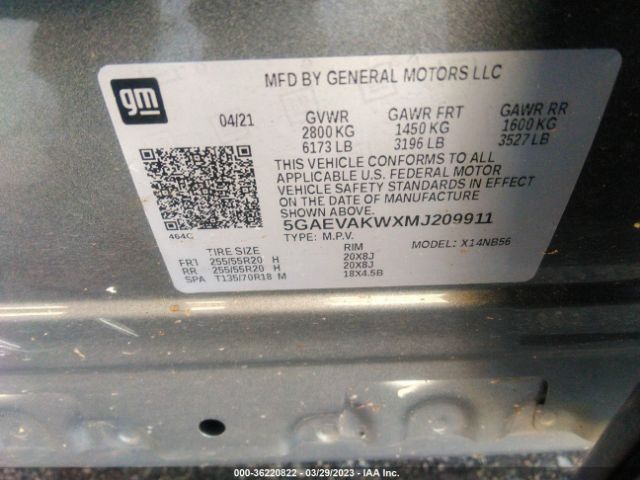 gm
MFD BY GENERAL MOTORS LLC
04/21
GVWR GAWR FRT GAWR RR
2800 KG 1450 KG 1600 KG
6173 LB 3196 LB 3527 LB
THIS VEHICLE CONFORMS TO ALL
APPLICABLE U.S. FEDERAL MOTOR
VEHICLE SAFETY STANDARDS IN EFFECT
ON THE DATE OF MANUFACTURE
SHOWN ABOVE.
464C
5GAEVAKWXMJ209911
TYPE: M.P.V. MODEL: X14NB56
TIRE SIZE RIM
FRT 255/55R20 H 20X8J
RR 255/55R20 H 20X8J
SPA T135/70R18 M 18X4.5B
000-36220822 - 03/29/2023 - IAA Inc.